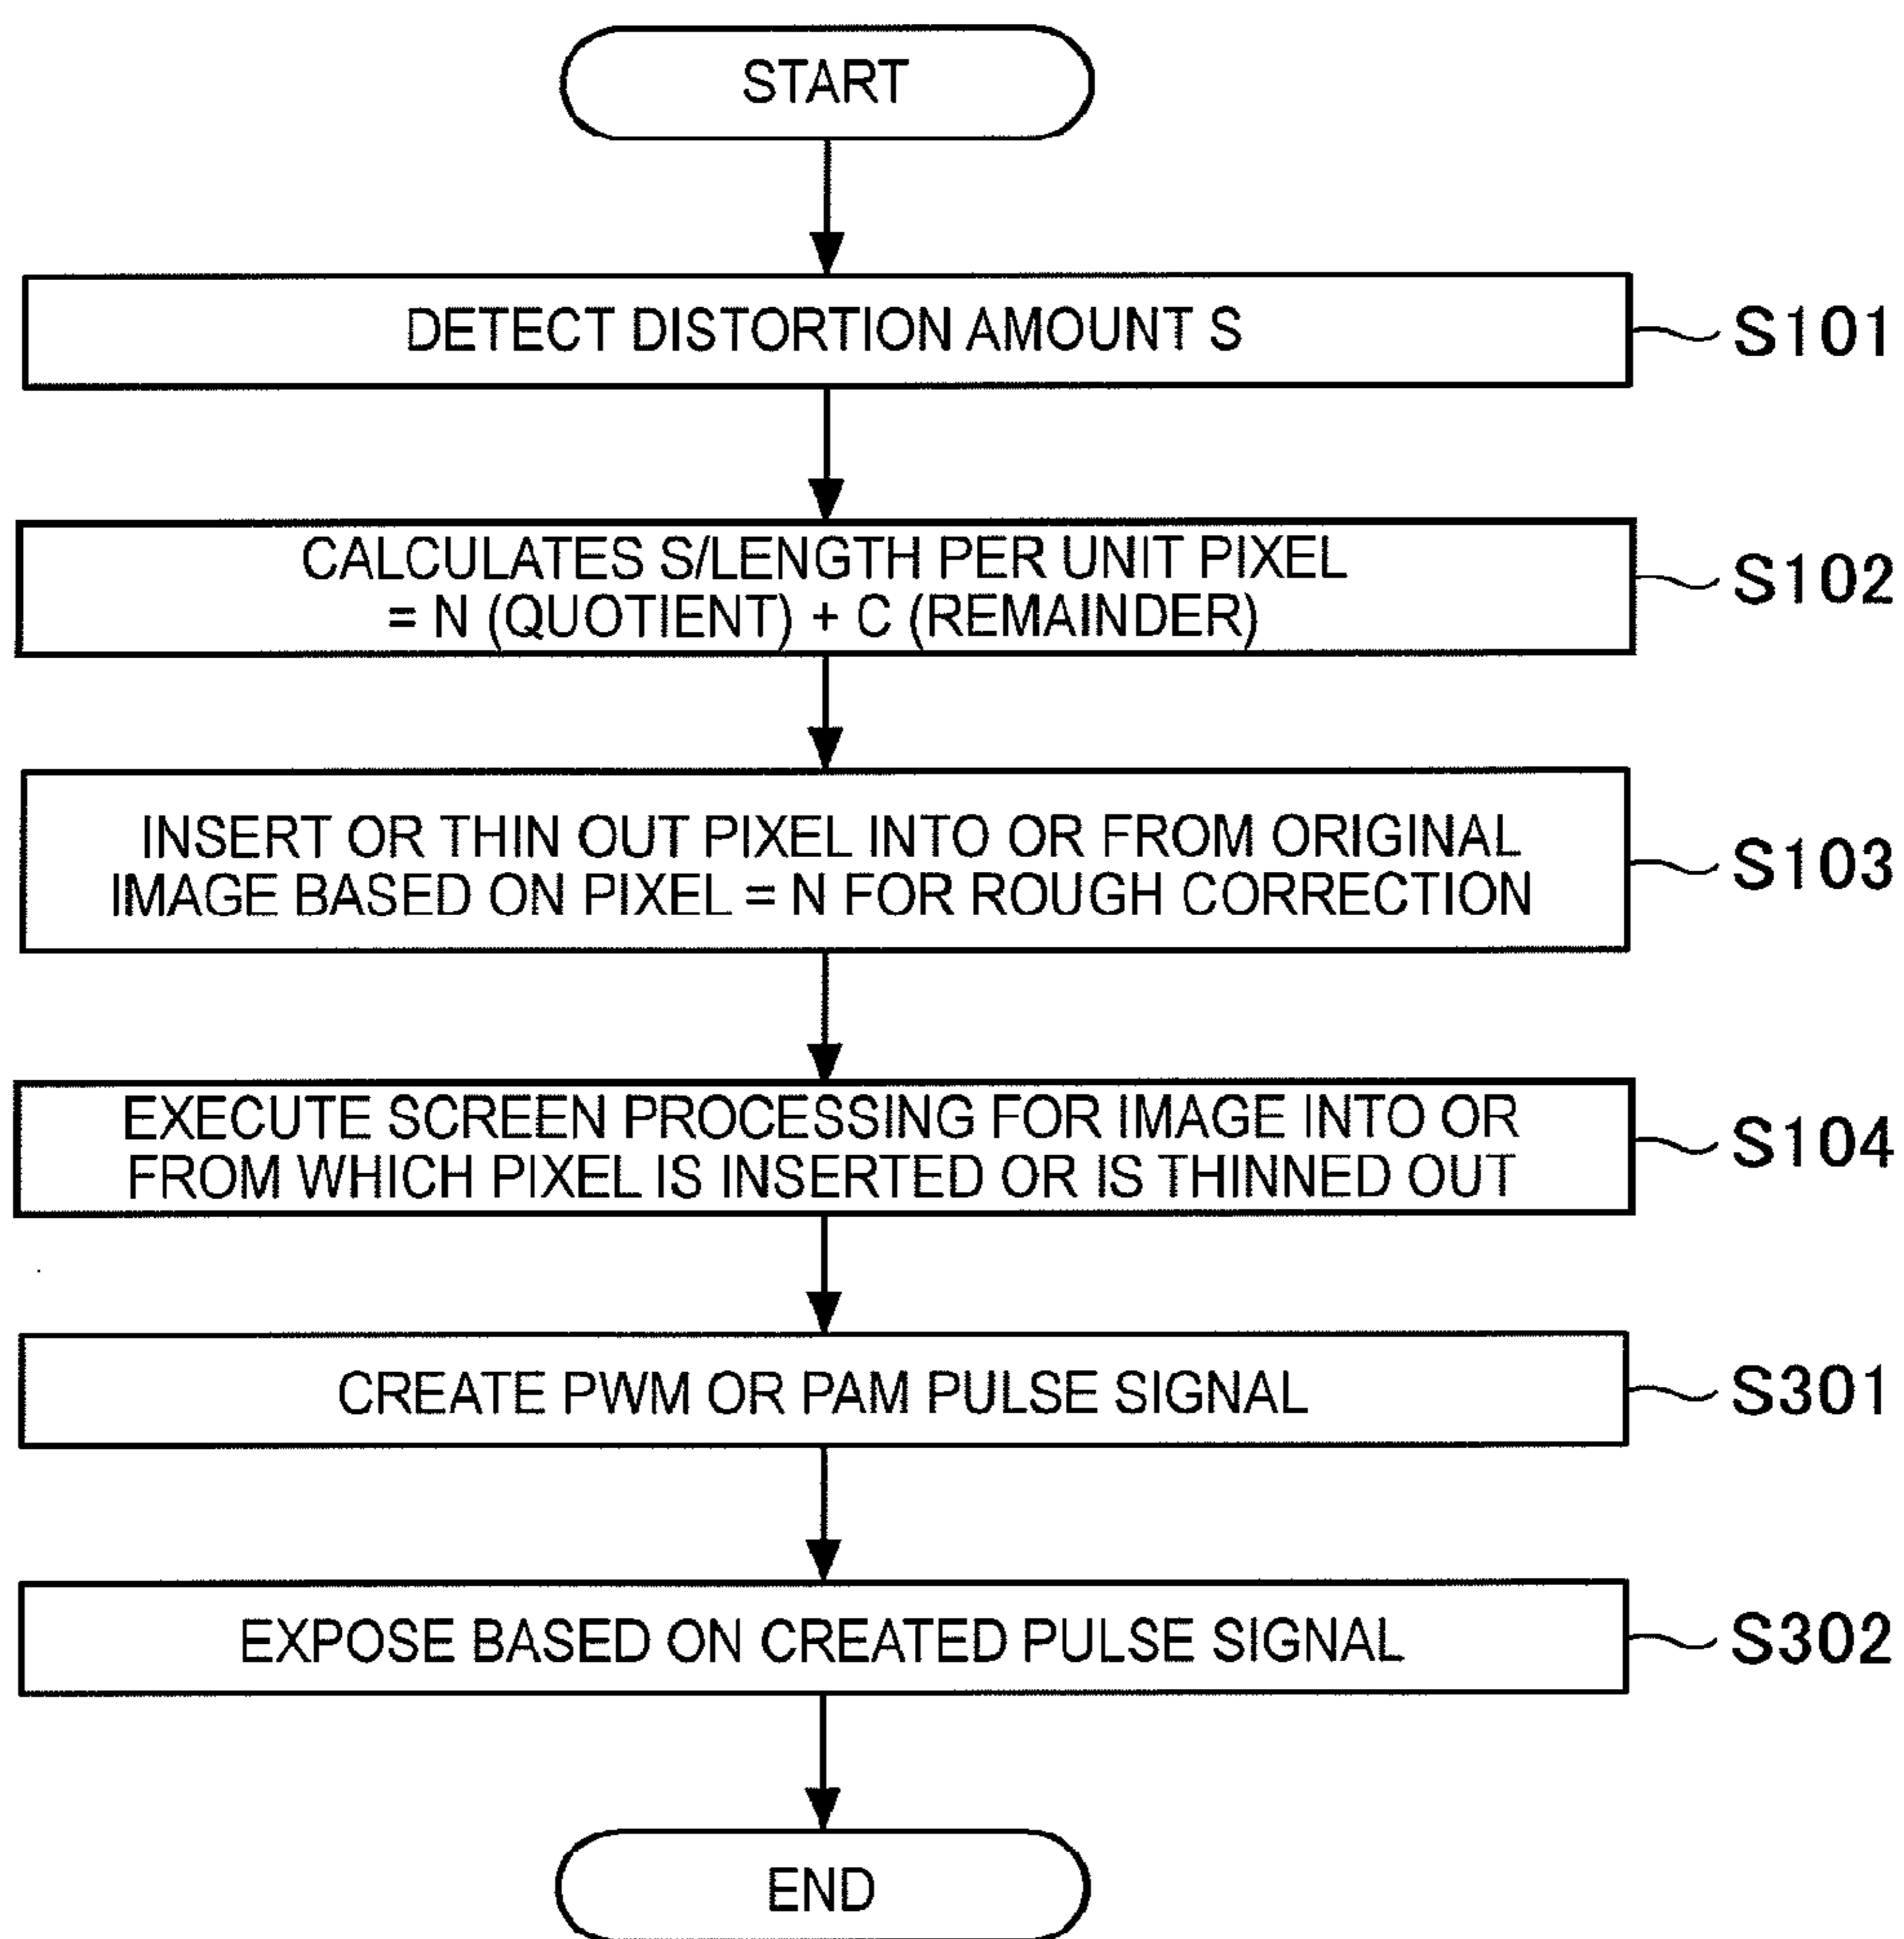 START
DETECT DISTORTION AMOUNT S
S101
CALCULATES S/LENGTH PER UNIT PIXEL
= N (QUOTIENT) + C (REMAINDER)
S102
INSERT OR THIN OUT PIXEL INTO OR FROM ORIGINAL
IMAGE BASED ON PIXEL = N FOR ROUGH CORRECTION
S103
EXECUTE SCREEN PROCESSING FOR IMAGE INTO OR
FROM WHICH PIXEL IS INSERTED OR IS THINNED OUT
S104
CREATE PWM OR PAM PULSE SIGNAL
S301
EXPOSE BASED ON CREATED PULSE SIGNAL
S302
END